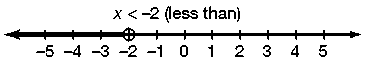 x < –2 (less than)
–5 –4 –3 –2 –1 0 1 2 3 4 5